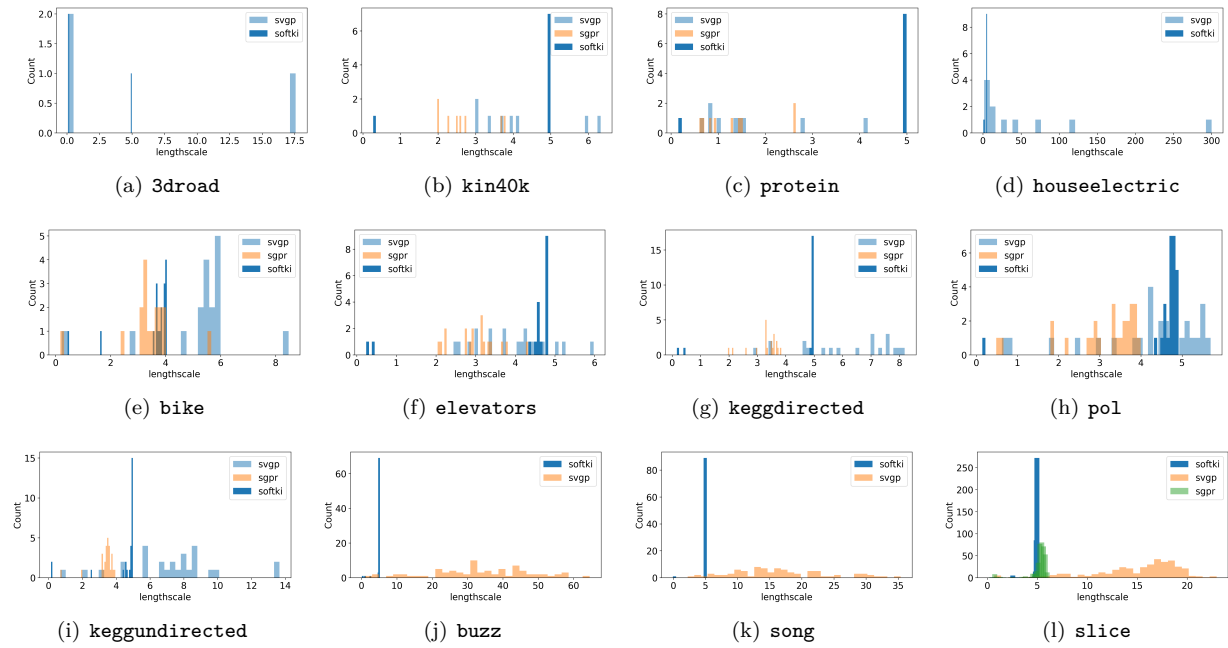 2.0
1.5
1.0
0.5
0.0
Count
0.0 2.5 5.0 7.5 10.0 12.5 15.0 17.5
lengthscale
svgp
softki
(a) 3droad
6
4
2
0
Count
1 2 3 4 5 6
lengthscale
svgp
sgpr
softki
(b) kin40k
8
6
4
2
0
Count
1 2 3 4 5
lengthscale
svgp
sgpr
softki
(c) protein
8
6
4
2
0
Count
0 50 100 150 200 250 300
lengthscale
svgp
softki
(d) houseelectric
5
4
3
2
1
0
Count
0 2 4 6 8
lengthscale
svgp
sgpr
softki
(e) bike
8
6
4
2
0
Count
0 1 2 3 4 5 6
lengthscale
svgp
sgpr
softki
(f) elevators
15
10
5
0
Count
0 1 2 3 4 5 6 7 8
lengthscale
svgp
sgpr
softki
(g) keggdirected
6
4
2
0
Count
0 1 2 3 4 5
lengthscale
svgp
sgpr
softki
(h) pol
15
10
5
0
Count
0 2 4 6 8 10 12 14
lengthscale
svgp
sgpr
softki
(i) keggundirected
60
40
20
0
Count
0 10 20 30 40 50 60
lengthscale
softki
svgp
(j) buzz
80
60
40
20
0
Count
0 5 10 15 20 25 30 35
lengthscale
softki
svgp
(k) song
250
200
150
100
50
0
Count
0 5 10 15 20
lengthscale
softki
svgp
sgpr
(l) slice